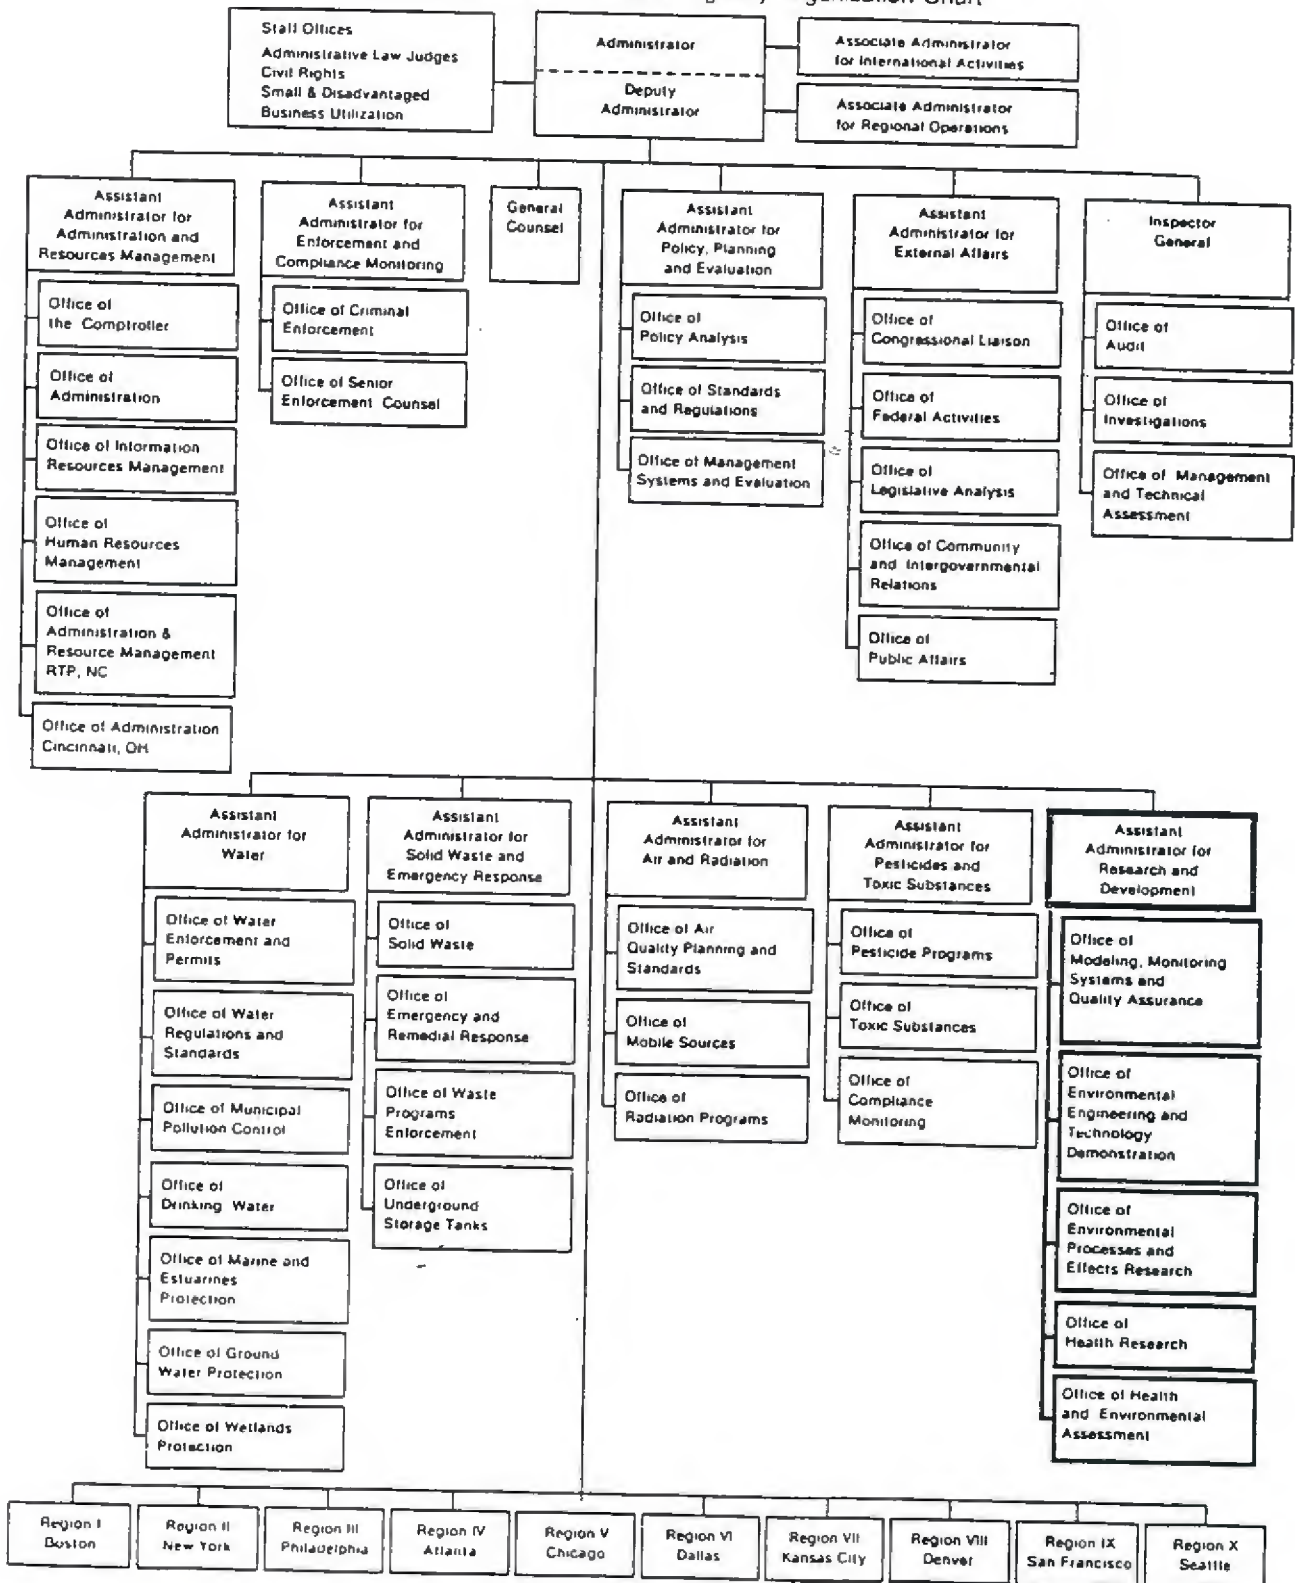 Organization Chart
Staff Offices
Administrative Law Judges
Civil Rights
Small & Disadvantaged
Business Utilization
Administrator
Deputy
Administrator
Associate Administrator
for International Activities
Associate Administrator
for Regional Operations
Assistant
Administrator for
Administration and
Resources Management
Office of
the Comptroller
Office of
Administration
Office of Information
Resources Management
Office of
Human Resources
Management
Office of
Administration &
Resource Management
RTP, NC
Office of Administration
Cincinnati, OH
Assistant
Administrator for
Enforcement and
Compliance Monitoring
Office of Criminal
Enforcement
Office of Senior
Enforcement Counsel
General
Counsel
Assistant
Administrator for
Policy, Planning
and Evaluation
Office of
Policy Analysis
Office of Standards
and Regulations
Office of Management
Systems and Evaluation
Assistant
Administrator for
External Affairs
Office of
Congressional Liaison
Office of
Federal Activities
Office of
Legislative Analysis
Office of Community
and Intergovernmental
Relations
Office of
Public Affairs
Inspector
General
Office of
Audit
Office of
Investigations
Office of Management
and Technical
Assessment
Assistant
Administrator for
Water
Office of Water
Enforcement and
Permits
Office of Water
Regulations and
Standards
Office of Municipal
Pollution Control
Office of
Drinking Water
Office of Marine and
Estuarines
Protection
Office of Ground
Water Protection
Office of Wetlands
Protection
Assistant
Administrator for
Solid Waste and
Emergency Response
Office of
Solid Waste
Office of
Emergency and
Remedial Response
Office of Waste
Programs
Enforcement
Office of
Underground
Storage Tanks
Assistant
Administrator for
Air and Radiation
Office of Air
Quality Planning and
Standards
Office of
Mobile Sources
Office of
Radiation Programs
Assistant
Administrator for
Pesticides and
Toxic Substances
Office of
Pesticide Programs
Office of
Toxic Substances
Office of
Compliance
Monitoring
Assistant
Administrator for
Research and
Development
Office of
Modeling, Monitoring
Systems and
Quality Assurance
Office of
Environmental
Engineering and
Technology
Demonstration
Office of
Environmental
Processes and
Effects Research
Office of
Health Research
Office of Health
and Environmental
Assessment
Region I
Boston
Region II
New York
Region III
Philadelphia
Region IV
Atlanta
Region V
Chicago
Region VI
Dallas
Region VII
Kansas City
Region VIII
Denver
Region IX
San Francisco
Region X
Seattle